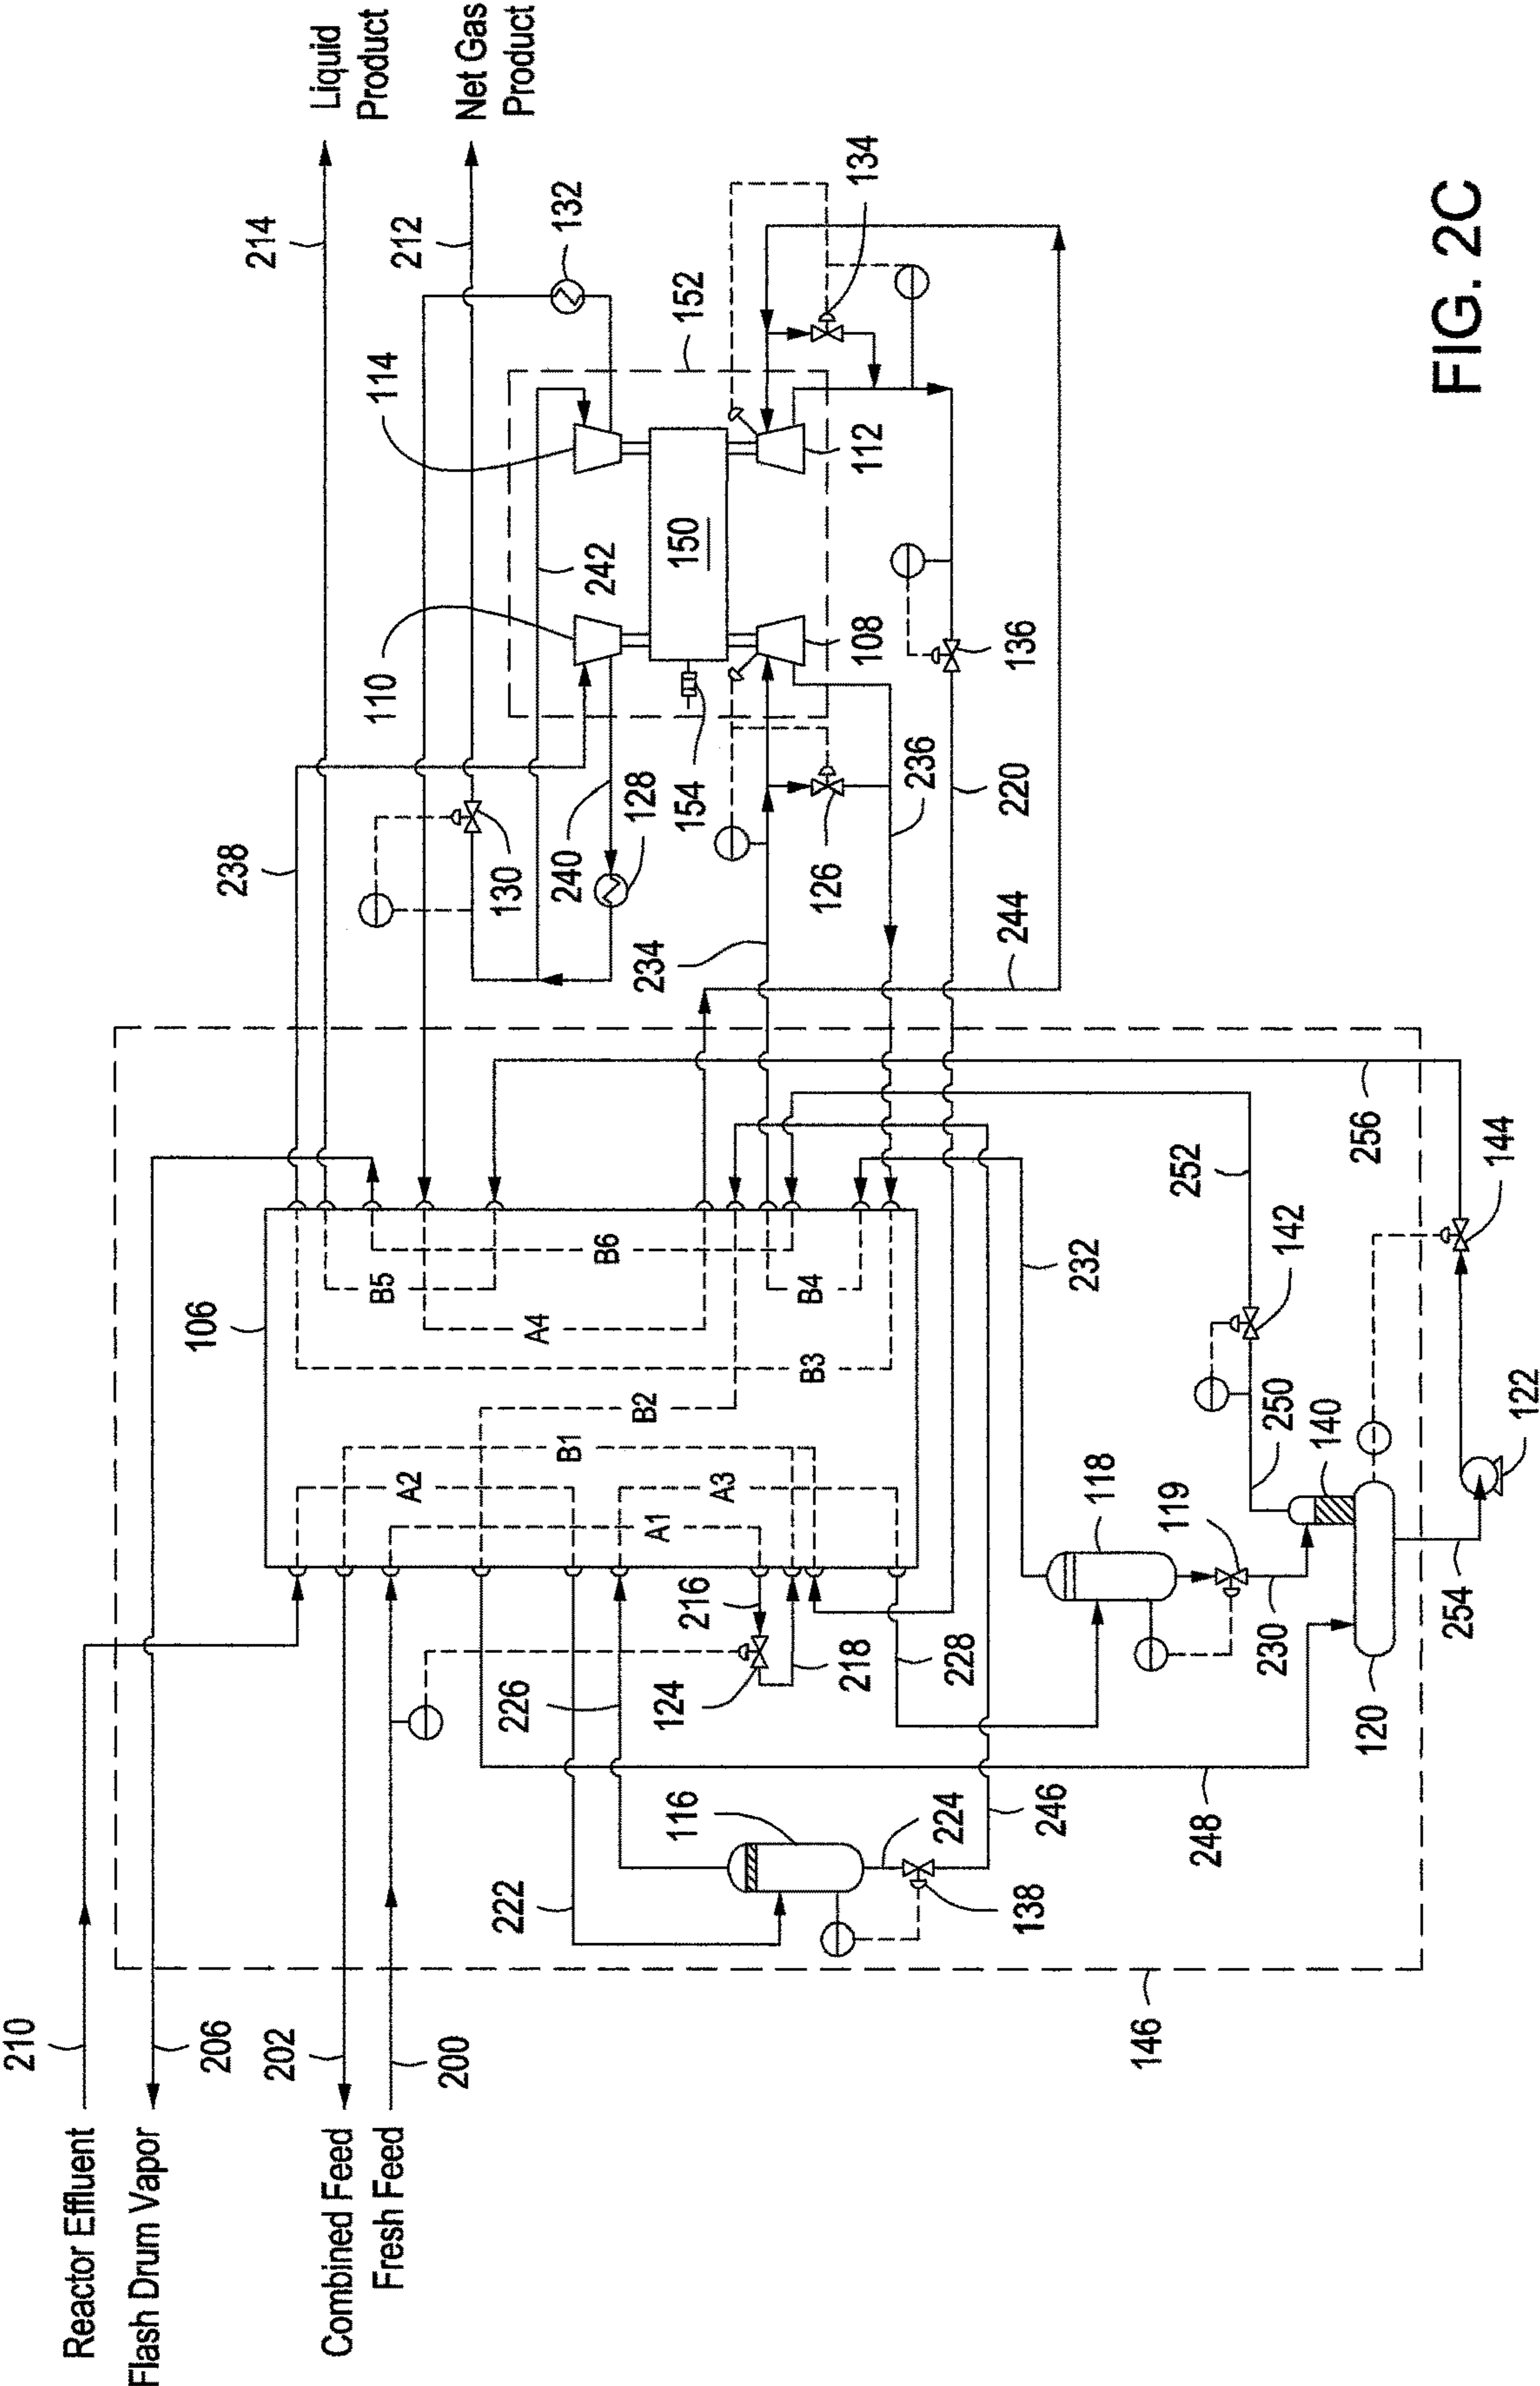 Reactor Effluent
210
Flash Drum Vapor
206
Combined Feed
202
Fresh Feed
200
Liquid
Product
214
Net Gas
Product
212
238
130
240
128
110
114
242
132
152
150
154
134
112
108
234
126
236
136
220
244
106
B5
B6
A4
B4
B3
B2
B1
A2
A3
A1
216
218
124
226
228
222
116
224
138
246
248
232
118
119
230
252
142
250
140
256
144
122
254
120
146
FIG. 2C